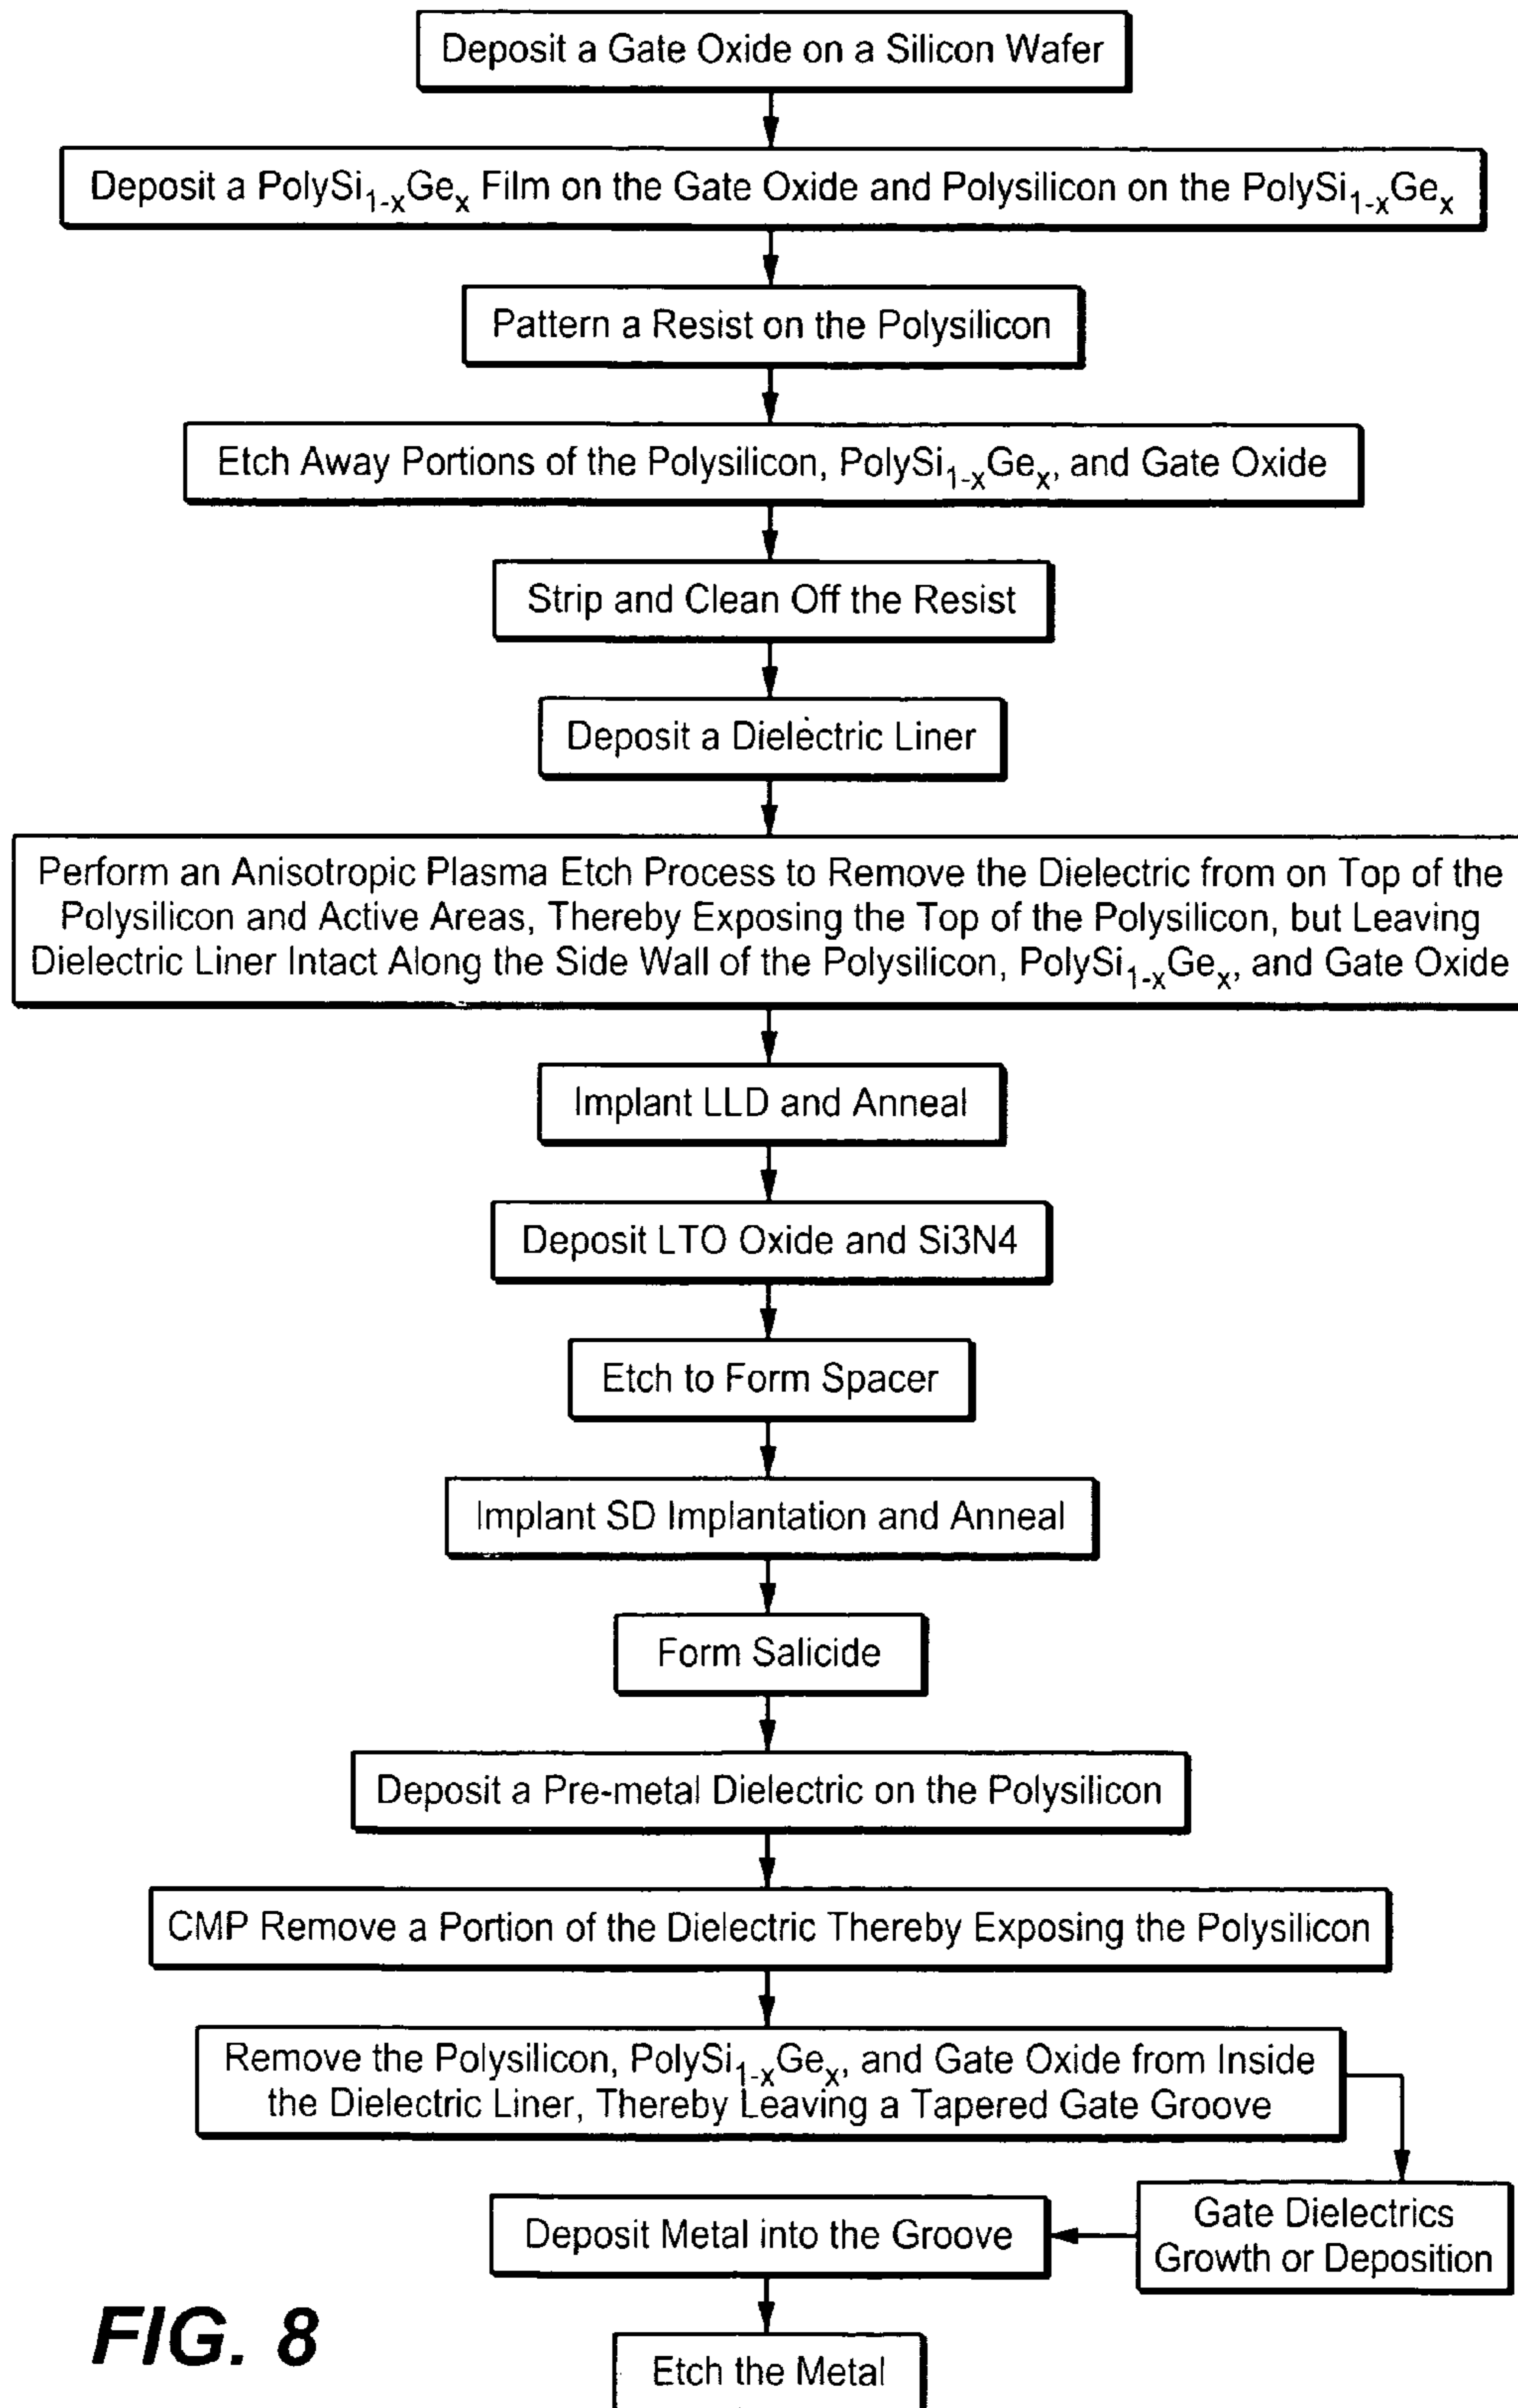 Deposit a Gate Oxide on a Silicon Wafer
Deposit a PolySi1-xGex Film on the Gate Oxide and Polysilicon on the PolySi1-xGex
Pattern a Resist on the Polysilicon
Etch Away Portions of the Polysilicon, PolySi1-xGex, and Gate Oxide
Strip and Clean Off the Resist
Deposit a Dielectric Liner
Perform an Anisotropic Plasma Etch Process to Remove the Dielectric from on Top of the
Polysilicon and Active Areas, Thereby Exposing the Top of the Polysilicon, but Leaving
Dielectric Liner Intact Along the Side Wall of the Polysilicon, PolySi1-xGex, and Gate Oxide
Implant LLD and Anneal
Deposit LTO Oxide and Si3N4
Etch to Form Spacer
Implant SD Implantation and Anneal
Form Salicide
Deposit a Pre-metal Dielectric on the Polysilicon
CMP Remove a Portion of the Dielectric Thereby Exposing the Polysilicon
Remove the Polysilicon, PolySi1-xGex, and Gate Oxide from Inside
the Dielectric Liner, Thereby Leaving a Tapered Gate Groove
Gate Dielectrics
Growth or Deposition
Deposit Metal into the Groove
Etch the Metal
FIG. 8